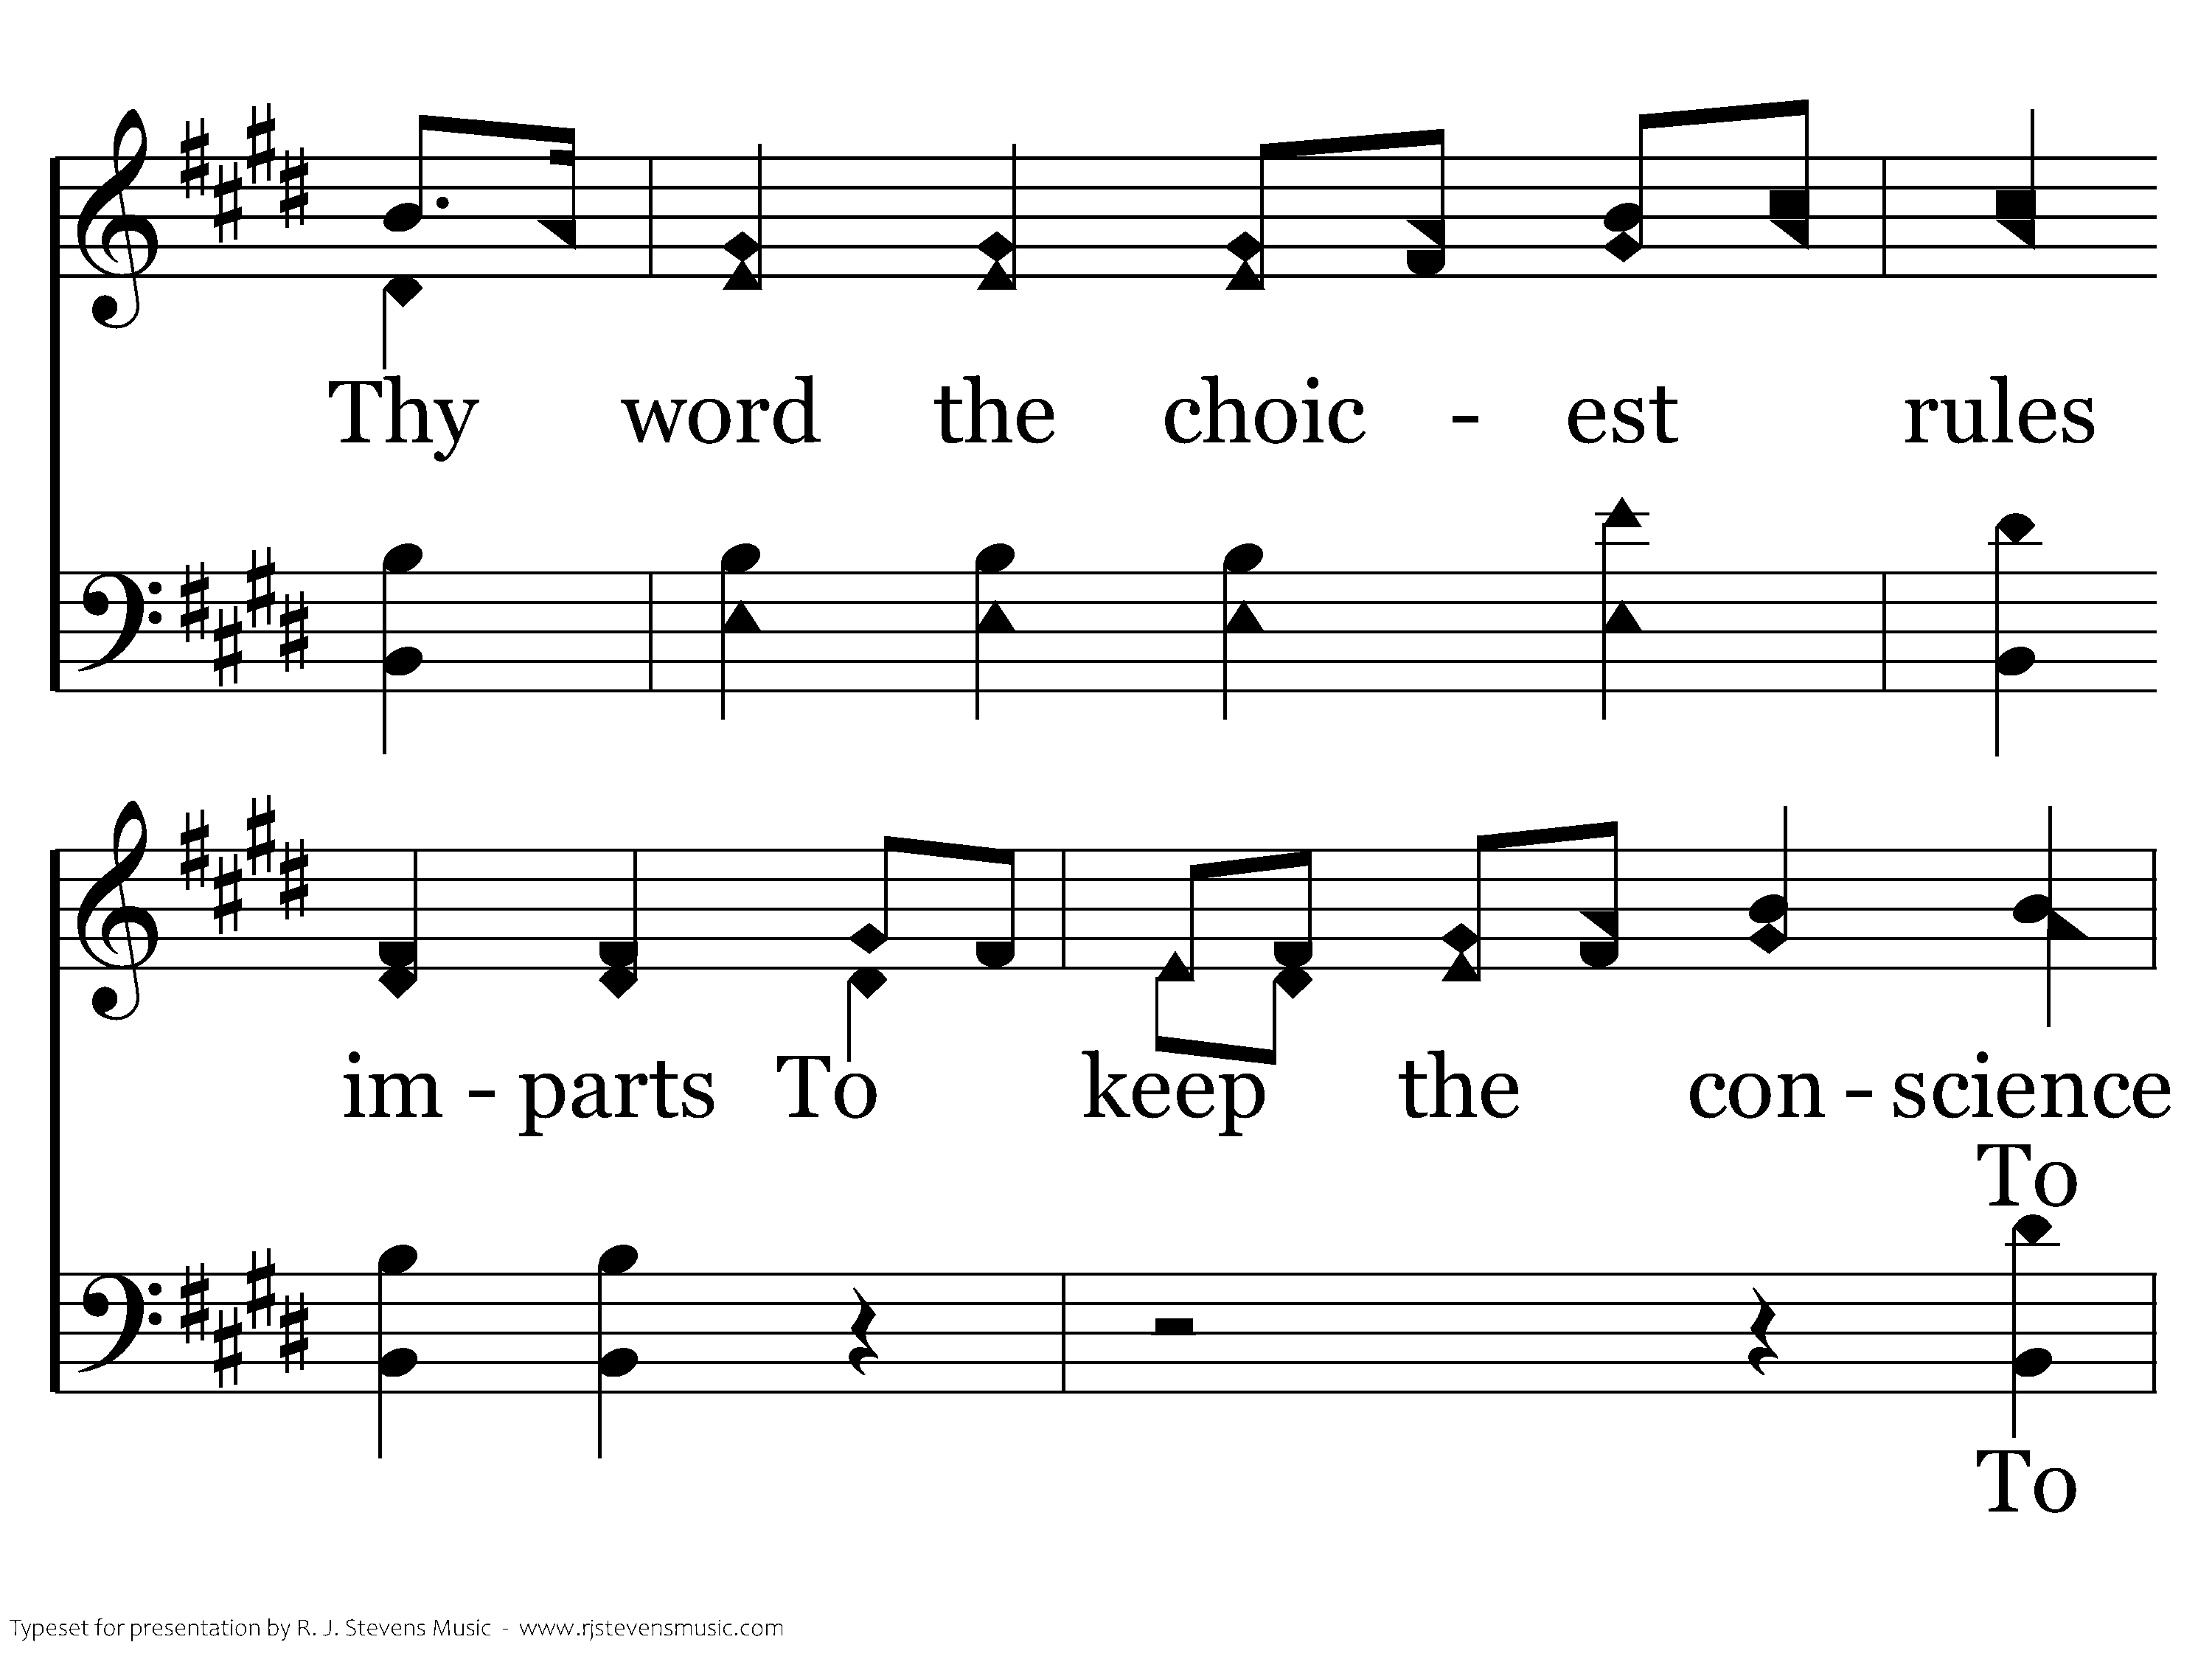 Thy word the choic - est rules
im - parts To keep the con - science
To
To
Typeset for presentation by R. J. Stevens Music - www.rjstevensmusic.com